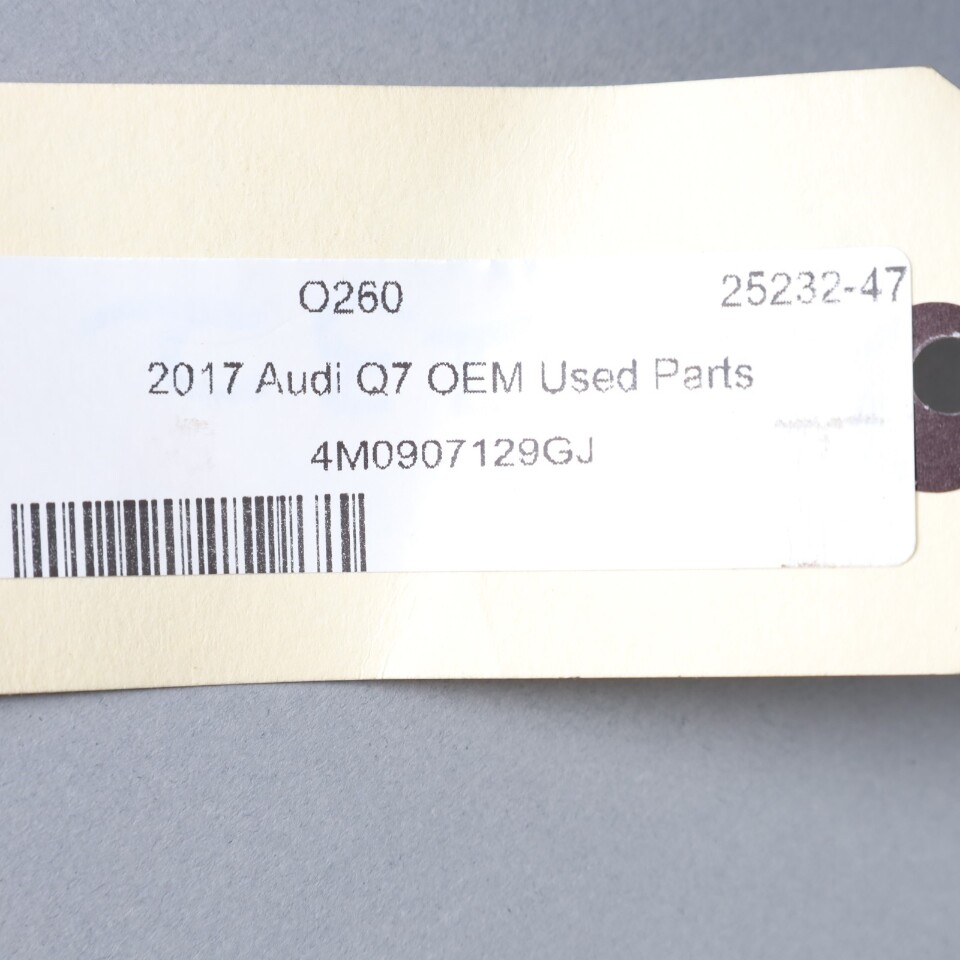 O260 25232-47
2017 Audi Q7 OEM Used Parts
4M0907129GJ